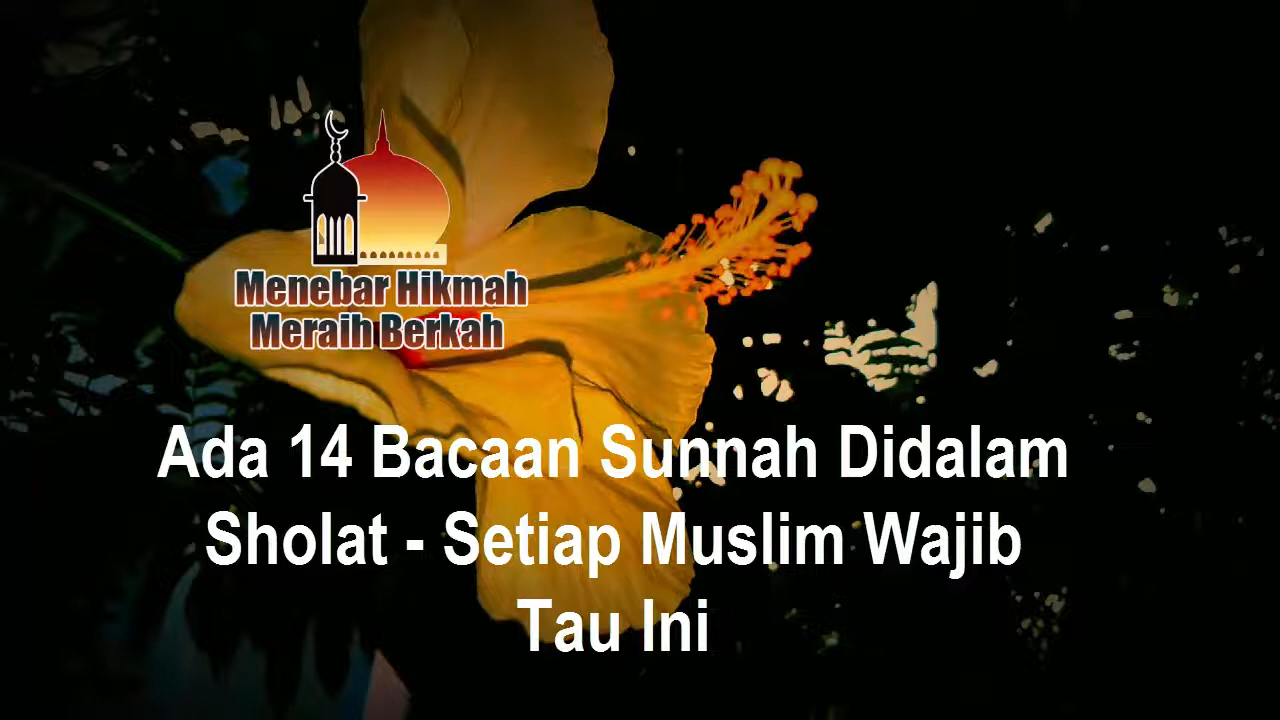 Menebar Hikmah
Meraih Berkah
Ada 14 Bacaan Sunnah Didalam
Sholat - Setiap Muslim Wajib
Tau Ini